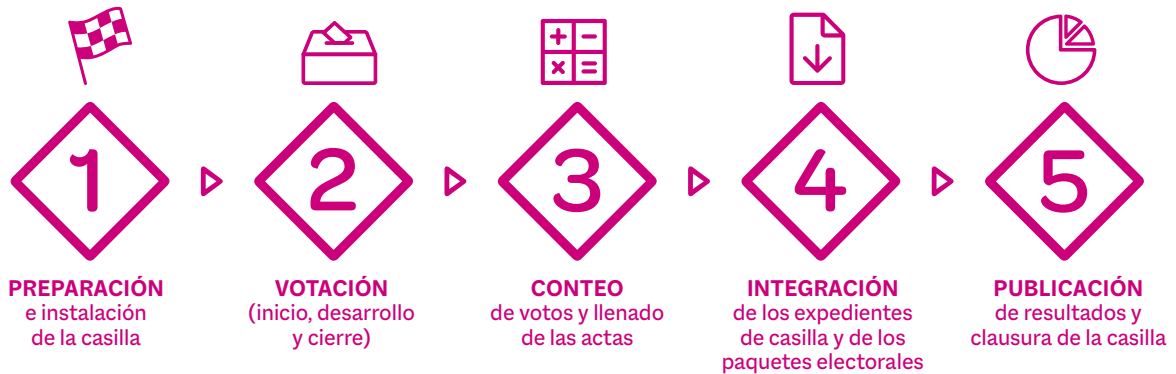 1
PREPARACIÓN
e instalación
de la casilla
2
VOTACIÓN
(inicio, desarrollo
y cierre)
3
CONTEO
de votos y llenado
de las actas
4
INTEGRACIÓN
de los expedientes
de casilla y de los
paquetes electorales
5
PUBLICACIÓN
de resultados y
clausura de la casilla